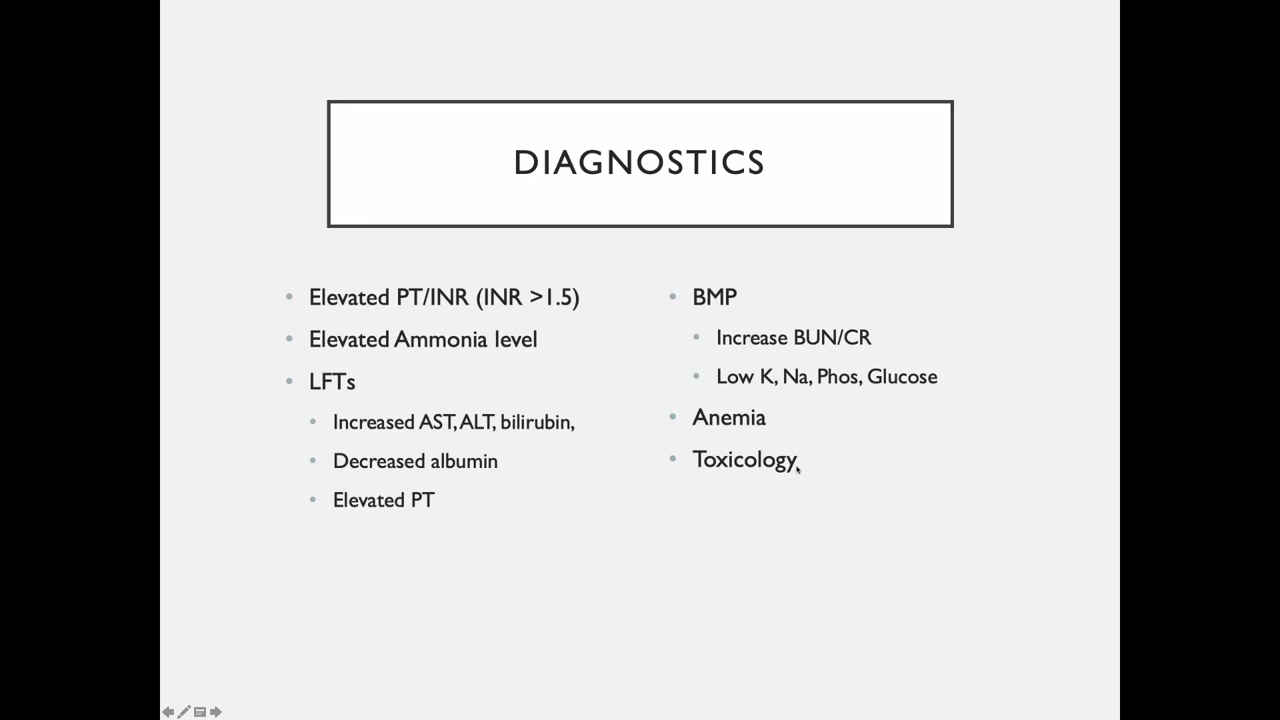 DIAGNOSTICS
• Elevated PT/INR (INR >1.5)
• Elevated Ammonia level
• LFTs
• Increased AST, ALT, bilirubin,
• Decreased albumin
• Elevated PT
• BMP
• Increase BUN/CR
• Low K, Na, Phos, Glucose
• Anemia
• Toxicology